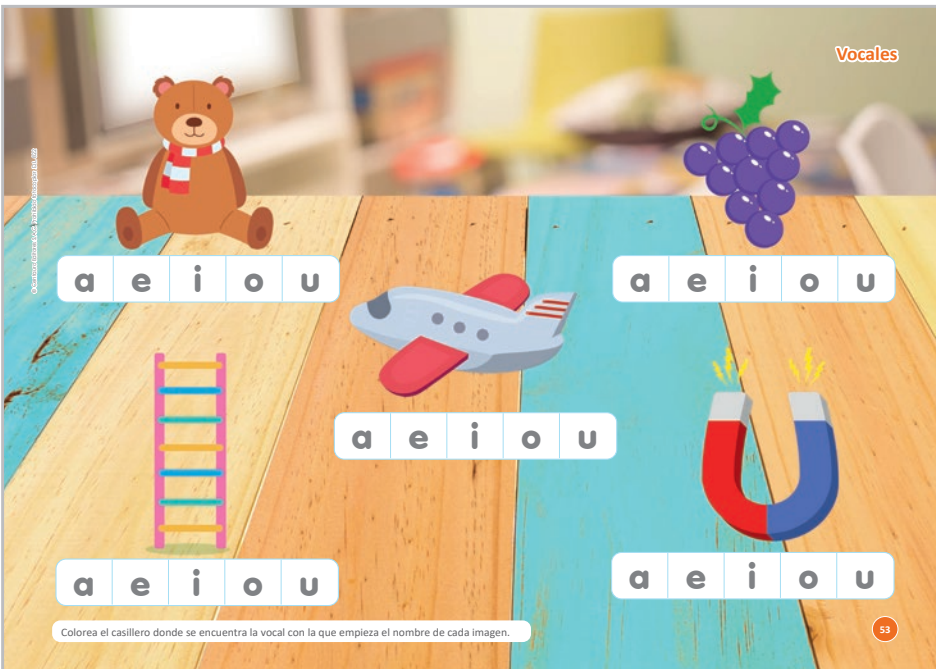 Vocales
a e i o u
a e i o u
a e i o u
a e i o u
a e i o u
Colorea el casillero donde se encuentra la vocal con la que empieza el nombre de cada imagen.
53